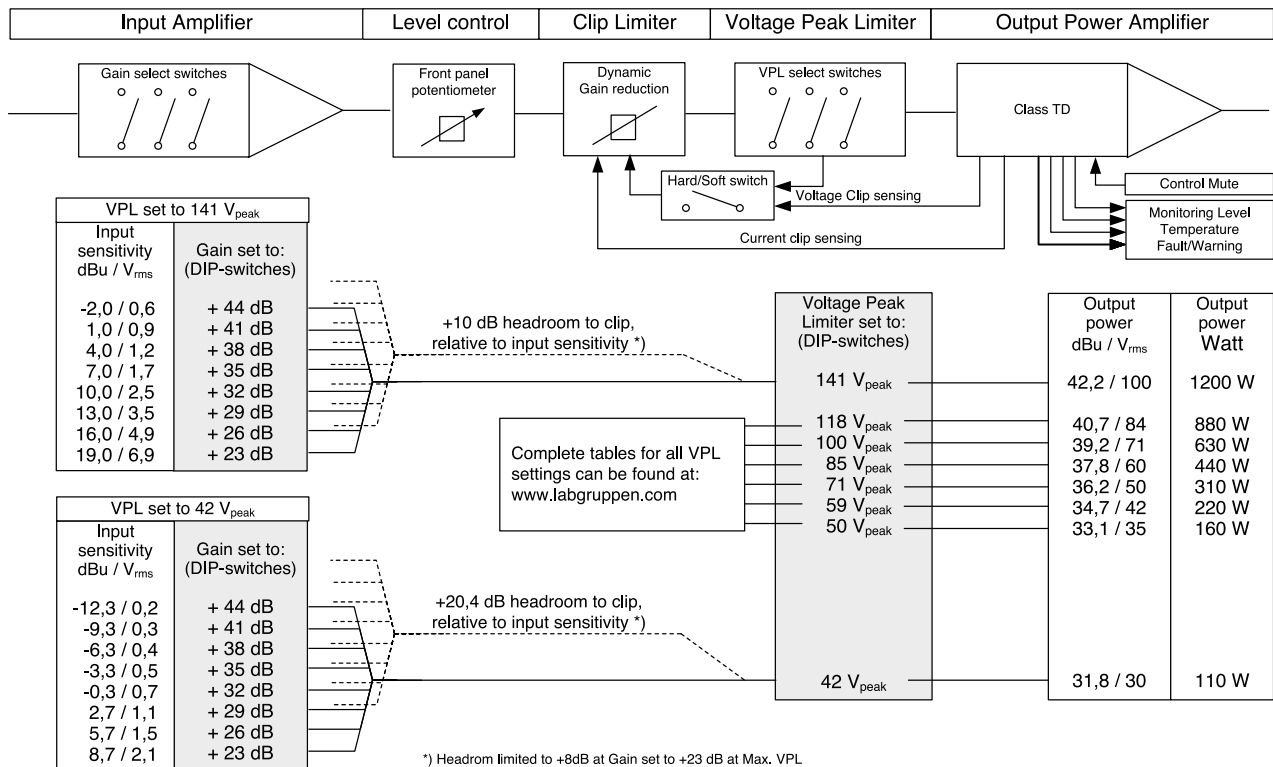 Input Amplifier
Level control
Clip Limiter
Voltage Peak Limiter
Output Power Amplifier
Gain select switches
Front panel
potentiometer
Dynamic
Gain reduction
VPL select switches
Class TD
Hard/Soft switch
Voltage Clip sensing
Current clip sensing
Control Mute
Monitoring Level
Temperature
Fault/Warning
VPL set to 141 Vpeak
Input
sensitivity
dBu / Vrms
Gain set to:
(DIP-switches)
-2,0 / 0,6 + 44 dB
1,0 / 0,9 + 41 dB
4,0 / 1,2 + 38 dB
7,0 / 1,7 + 35 dB
10,0 / 2,5 + 32 dB
13,0 / 3,5 + 29 dB
16,0 / 4,9 + 26 dB
19,0 / 6,9 + 23 dB
+10 dB headroom to clip,
relative to input sensitivity *)
Voltage Peak
Limiter set to:
(DIP-switches)
Output
power
dBu / Vrms
Output
power
Watt
141 Vpeak 42,2 / 100 1200 W
118 Vpeak 40,7 / 84 880 W
100 Vpeak 39,2 / 71 630 W
85 Vpeak 37,8 / 60 440 W
71 Vpeak 36,2 / 50 310 W
59 Vpeak 34,7 / 42 220 W
50 Vpeak 33,1 / 35 160 W
Complete tables for all VPL
settings can be found at:
www.labgruppen.com
VPL set to 42 Vpeak
Input
sensitivity
dBu / Vrms
Gain set to:
(DIP-switches)
-12,3 / 0,2 + 44 dB
-9,3 / 0,3 + 41 dB
-6,3 / 0,4 + 38 dB
-3,3 / 0,5 + 35 dB
-0,3 / 0,7 + 32 dB
2,7 / 1,1 + 29 dB
5,7 / 1,5 + 26 dB
8,7 / 2,1 + 23 dB
+20,4 dB headroom to clip,
relative to input sensitivity *)
42 Vpeak 31,8 / 30 110 W
*) Headrom limited to +8dB at Gain set to +23 dB at Max. VPL